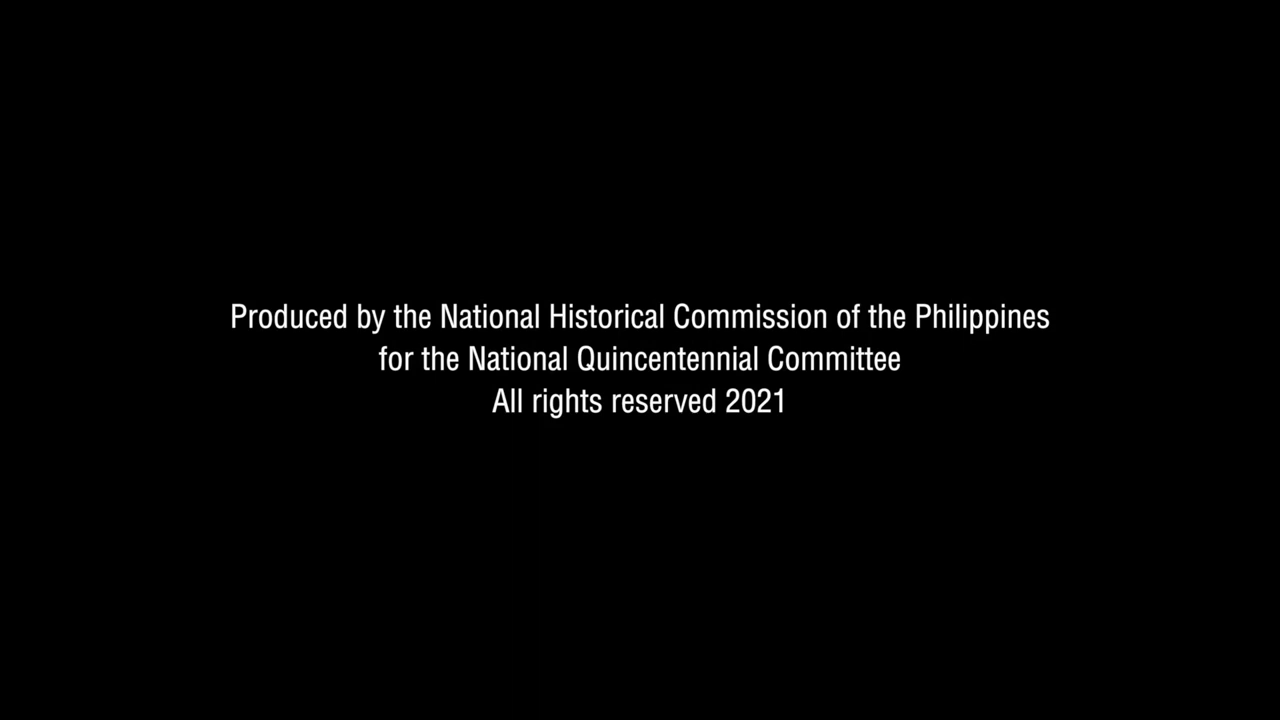 Produced by the National Historical Commission of the Philippines
for the National Quincentennial Committee
All rights reserved 2021